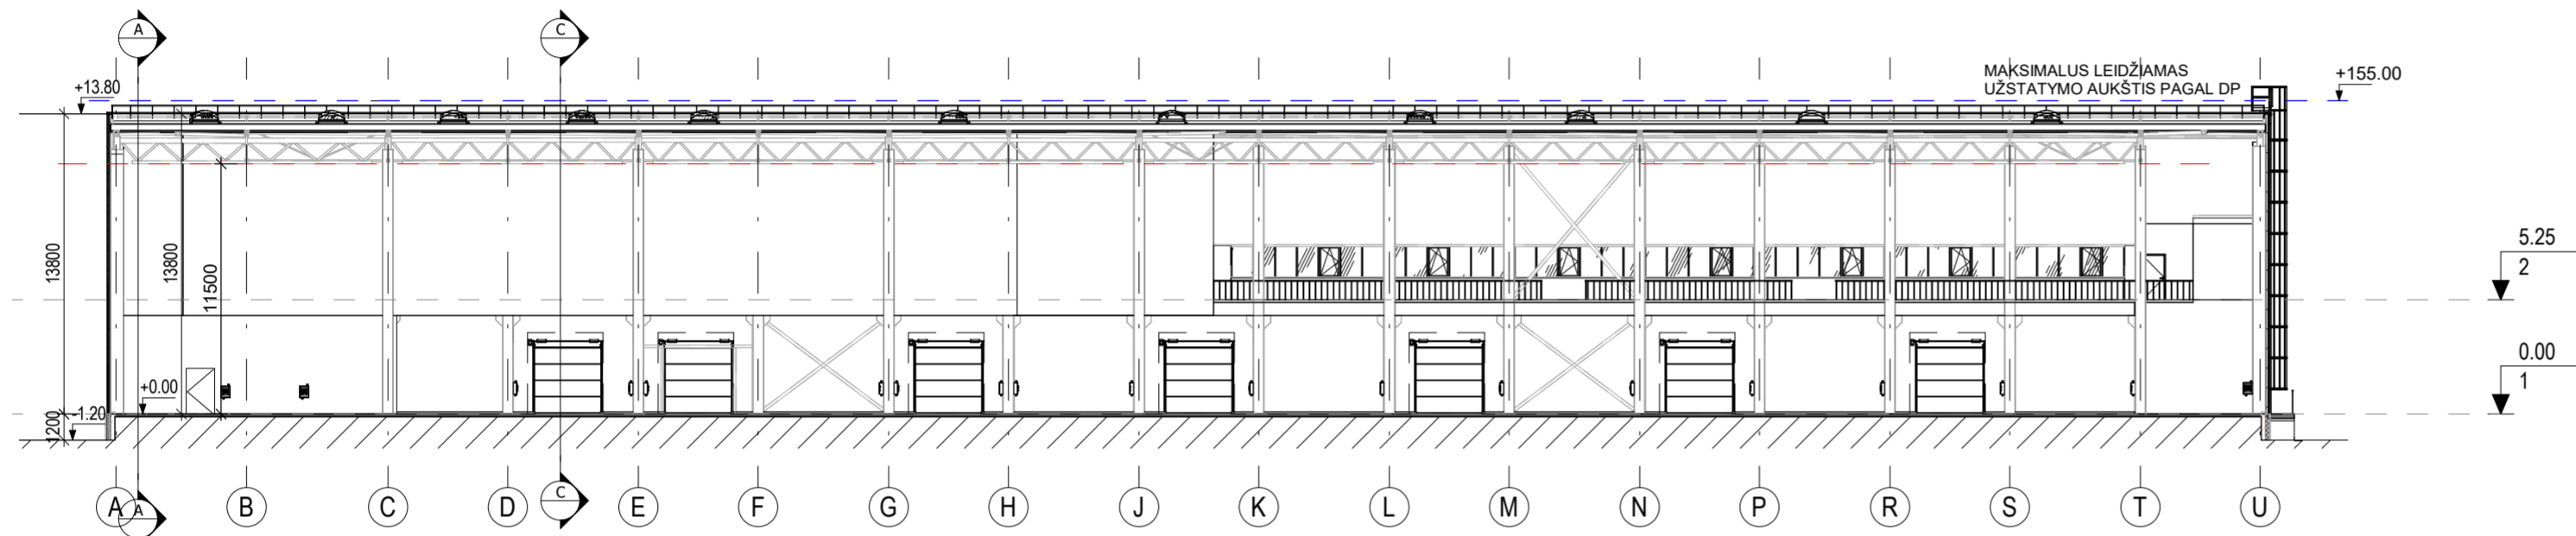 A
C
+13.80
MAKSIMALUS LEIDŽIAMAS
UŽSTATYMO AUKŠTIS PAGAL DP
+155.00
13800
13800
11500
5.25
2
+0.00
-1.20
1200
0.00
1
A
A
B
C
D
C
E
F
G
H
J
K
L
M
N
P
R
S
T
U